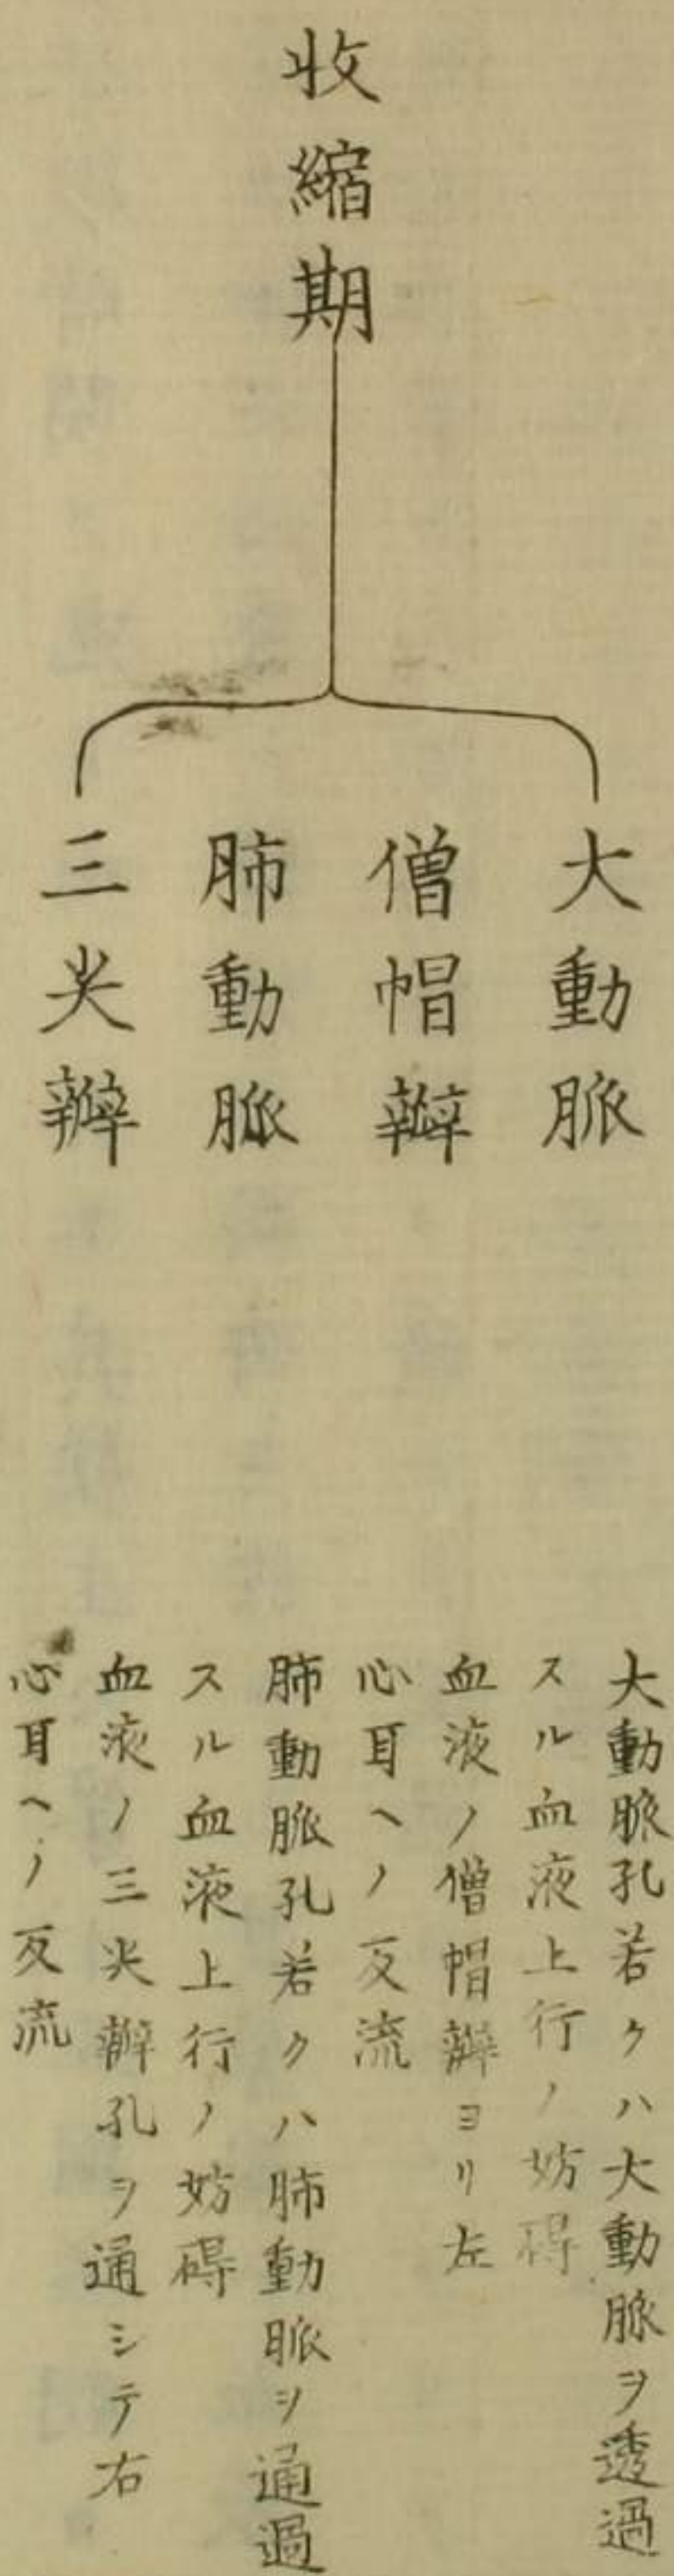 收縮期
大動脈
僧帽瓣
肺動脈
三尖瓣
大動脈孔若クハ大動脈ヲ透過
スル血液上行ノ妨碍
血液ノ僧帽瓣ヨリ左
心耳ヘノ反流
肺動脈孔若クハ肺動脈ヲ通過
スル血液上行ノ妨碍
血液ノ三尖瓣孔ヲ通シテ右
心耳ヘノ反流